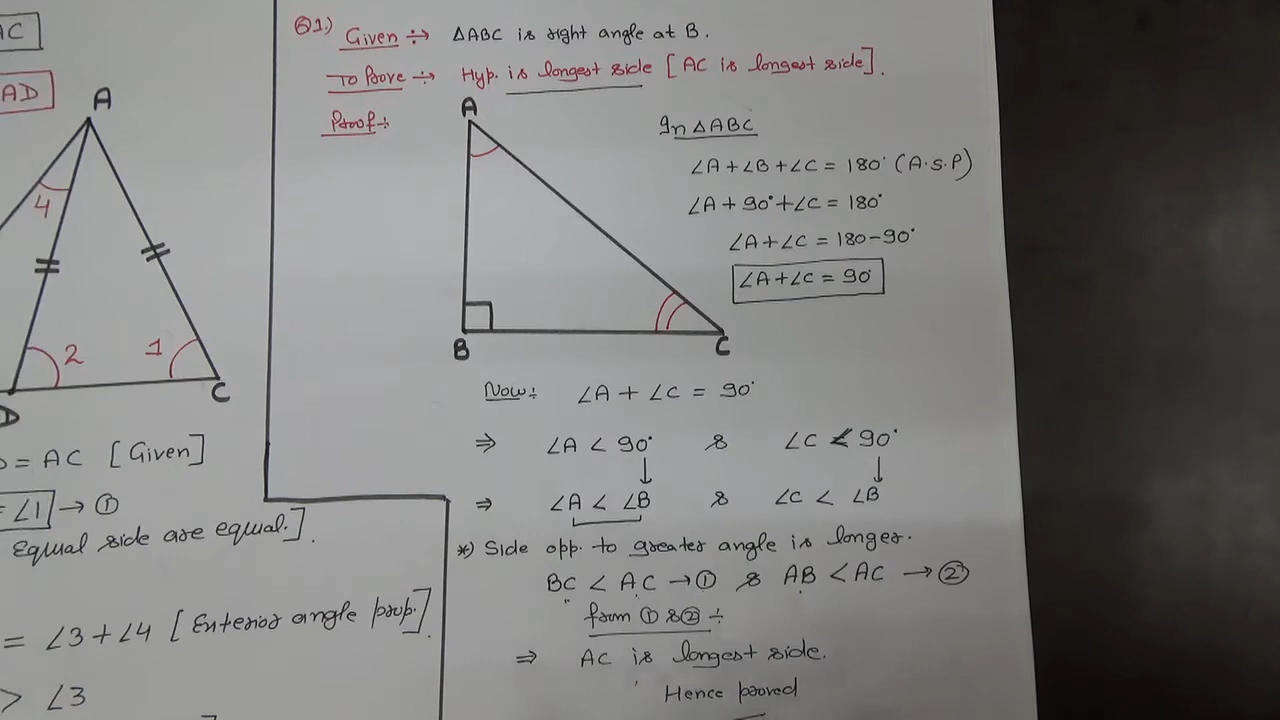 AC
AD
A
4
2
1
D
C
= AC [Given]
= ∠1 → ①
Equal side are equal.].
= ∠3 + ∠4 [Exterior angle prop.].
> ∠3
Q1.) Given ÷→ △ABC is right angle at B.
To Prove ÷→ Hyp. is longest side [AC is longest side].
Proof÷
A
B
C
In △ABC
∠A + ∠B + ∠C = 180° (A.S.P)
∠A + 90° + ∠C = 180°
∠A + ∠C = 180 - 90°
∠A + ∠C = 90°
Now÷ ∠A + ∠C = 90°
⇒ ∠A < 90° & ∠C < 90°
⇒ ∠A < ∠B & ∠C < ∠B
*) Side opp. to greater angle is longer.
BC < AC → ① & AB < AC → ②
from ① & ② ÷
⇒ AC is longest side.
Hence proved